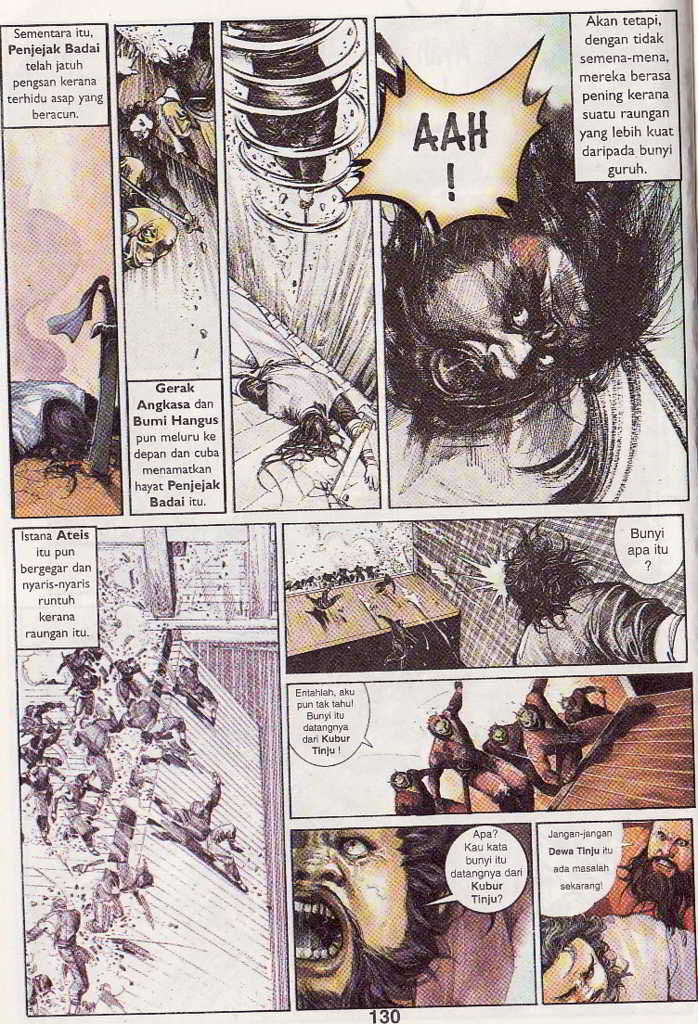 Sementara itu,
Penjejak Badai
telah jatuh
pengsan kerana
terhidu asap yang
beracun.
Gerak
Angkasa dan
Bumi Hangus
pun meluru ke
depan dan cuba
menamatkan
hayat Penjejak
Badai itu.
AAH
!
Akan tetapi,
dengan tidak
semena-mena,
mereka berasa
pening kerana
suatu raungan
yang lebih kuat
daripada bunyi
guruh.
Istana Ateis
itu pun
bergegar dan
nyaris-nyaris
runtuh
kerana
raungan itu.
Bunyi
apa itu
?
Entahlah, aku
pun tak tahu!
Bunyi itu
datangnya
dari Kubur
Tinju !
Apa?
Kau kata
bunyi itu
datangnya dari
Kubur
Tinju?
Jangan-jangan
Dewa Tinju itu
ada masalah
sekarang!
130